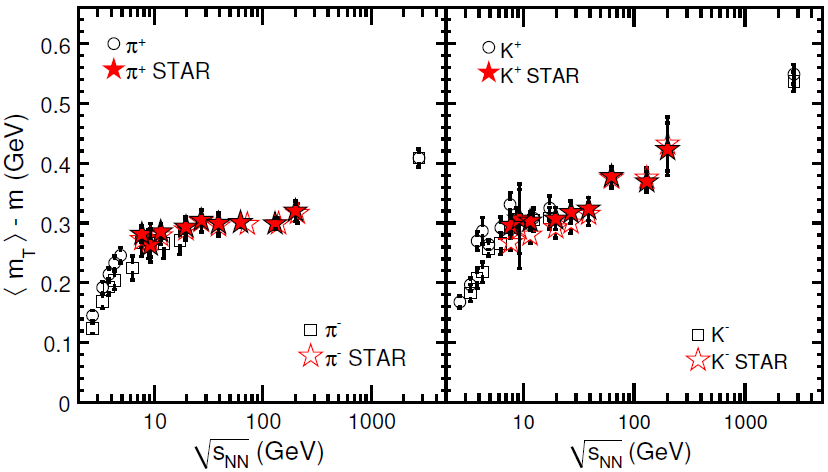 ⟨ m_T ⟩ - m (GeV)
0.6
0.5
0.4
0.3
0.2
0.1
0
π⁺
π⁺ STAR
π⁻
π⁻ STAR
10
100
1000
√s_NN (GeV)
K⁺
K⁺ STAR
K⁻
K⁻ STAR
10
100
1000
√s_NN (GeV)